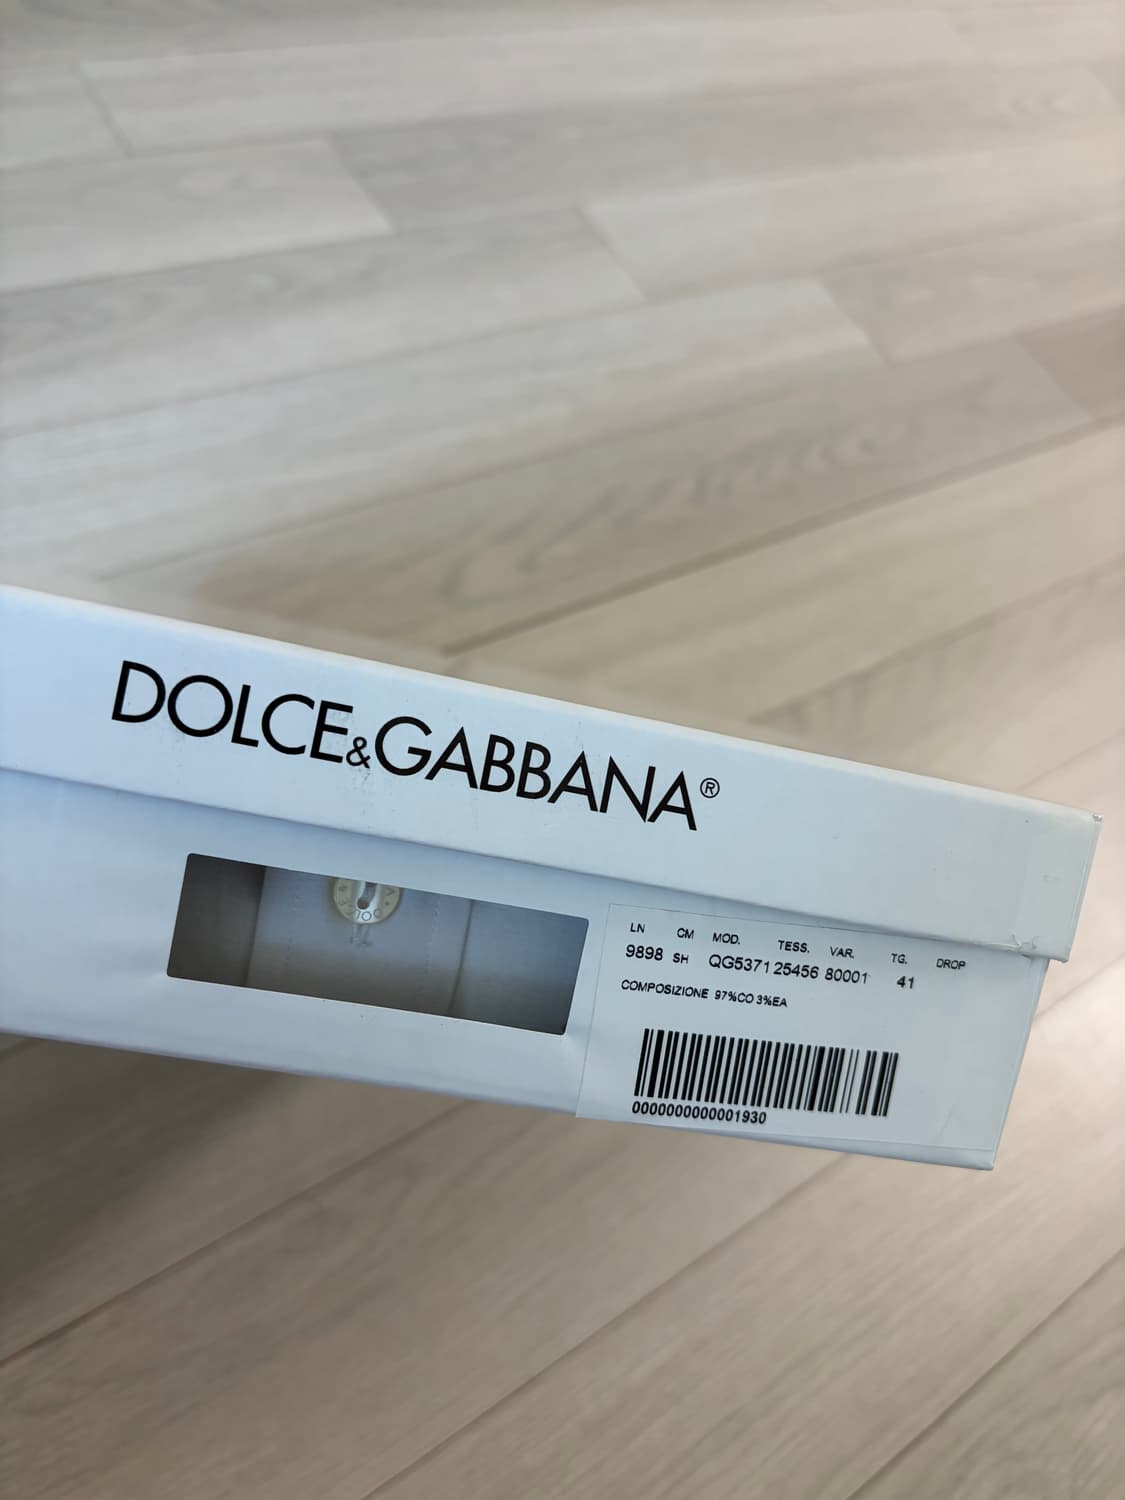 DOLCE&GABBANA®
LN CM MOD. TESS. VAR. TG. DROP
9898 SH QG5371 25456 80001 41
COMPOSIZIONE 97%CO 3%EA
0000000000001930